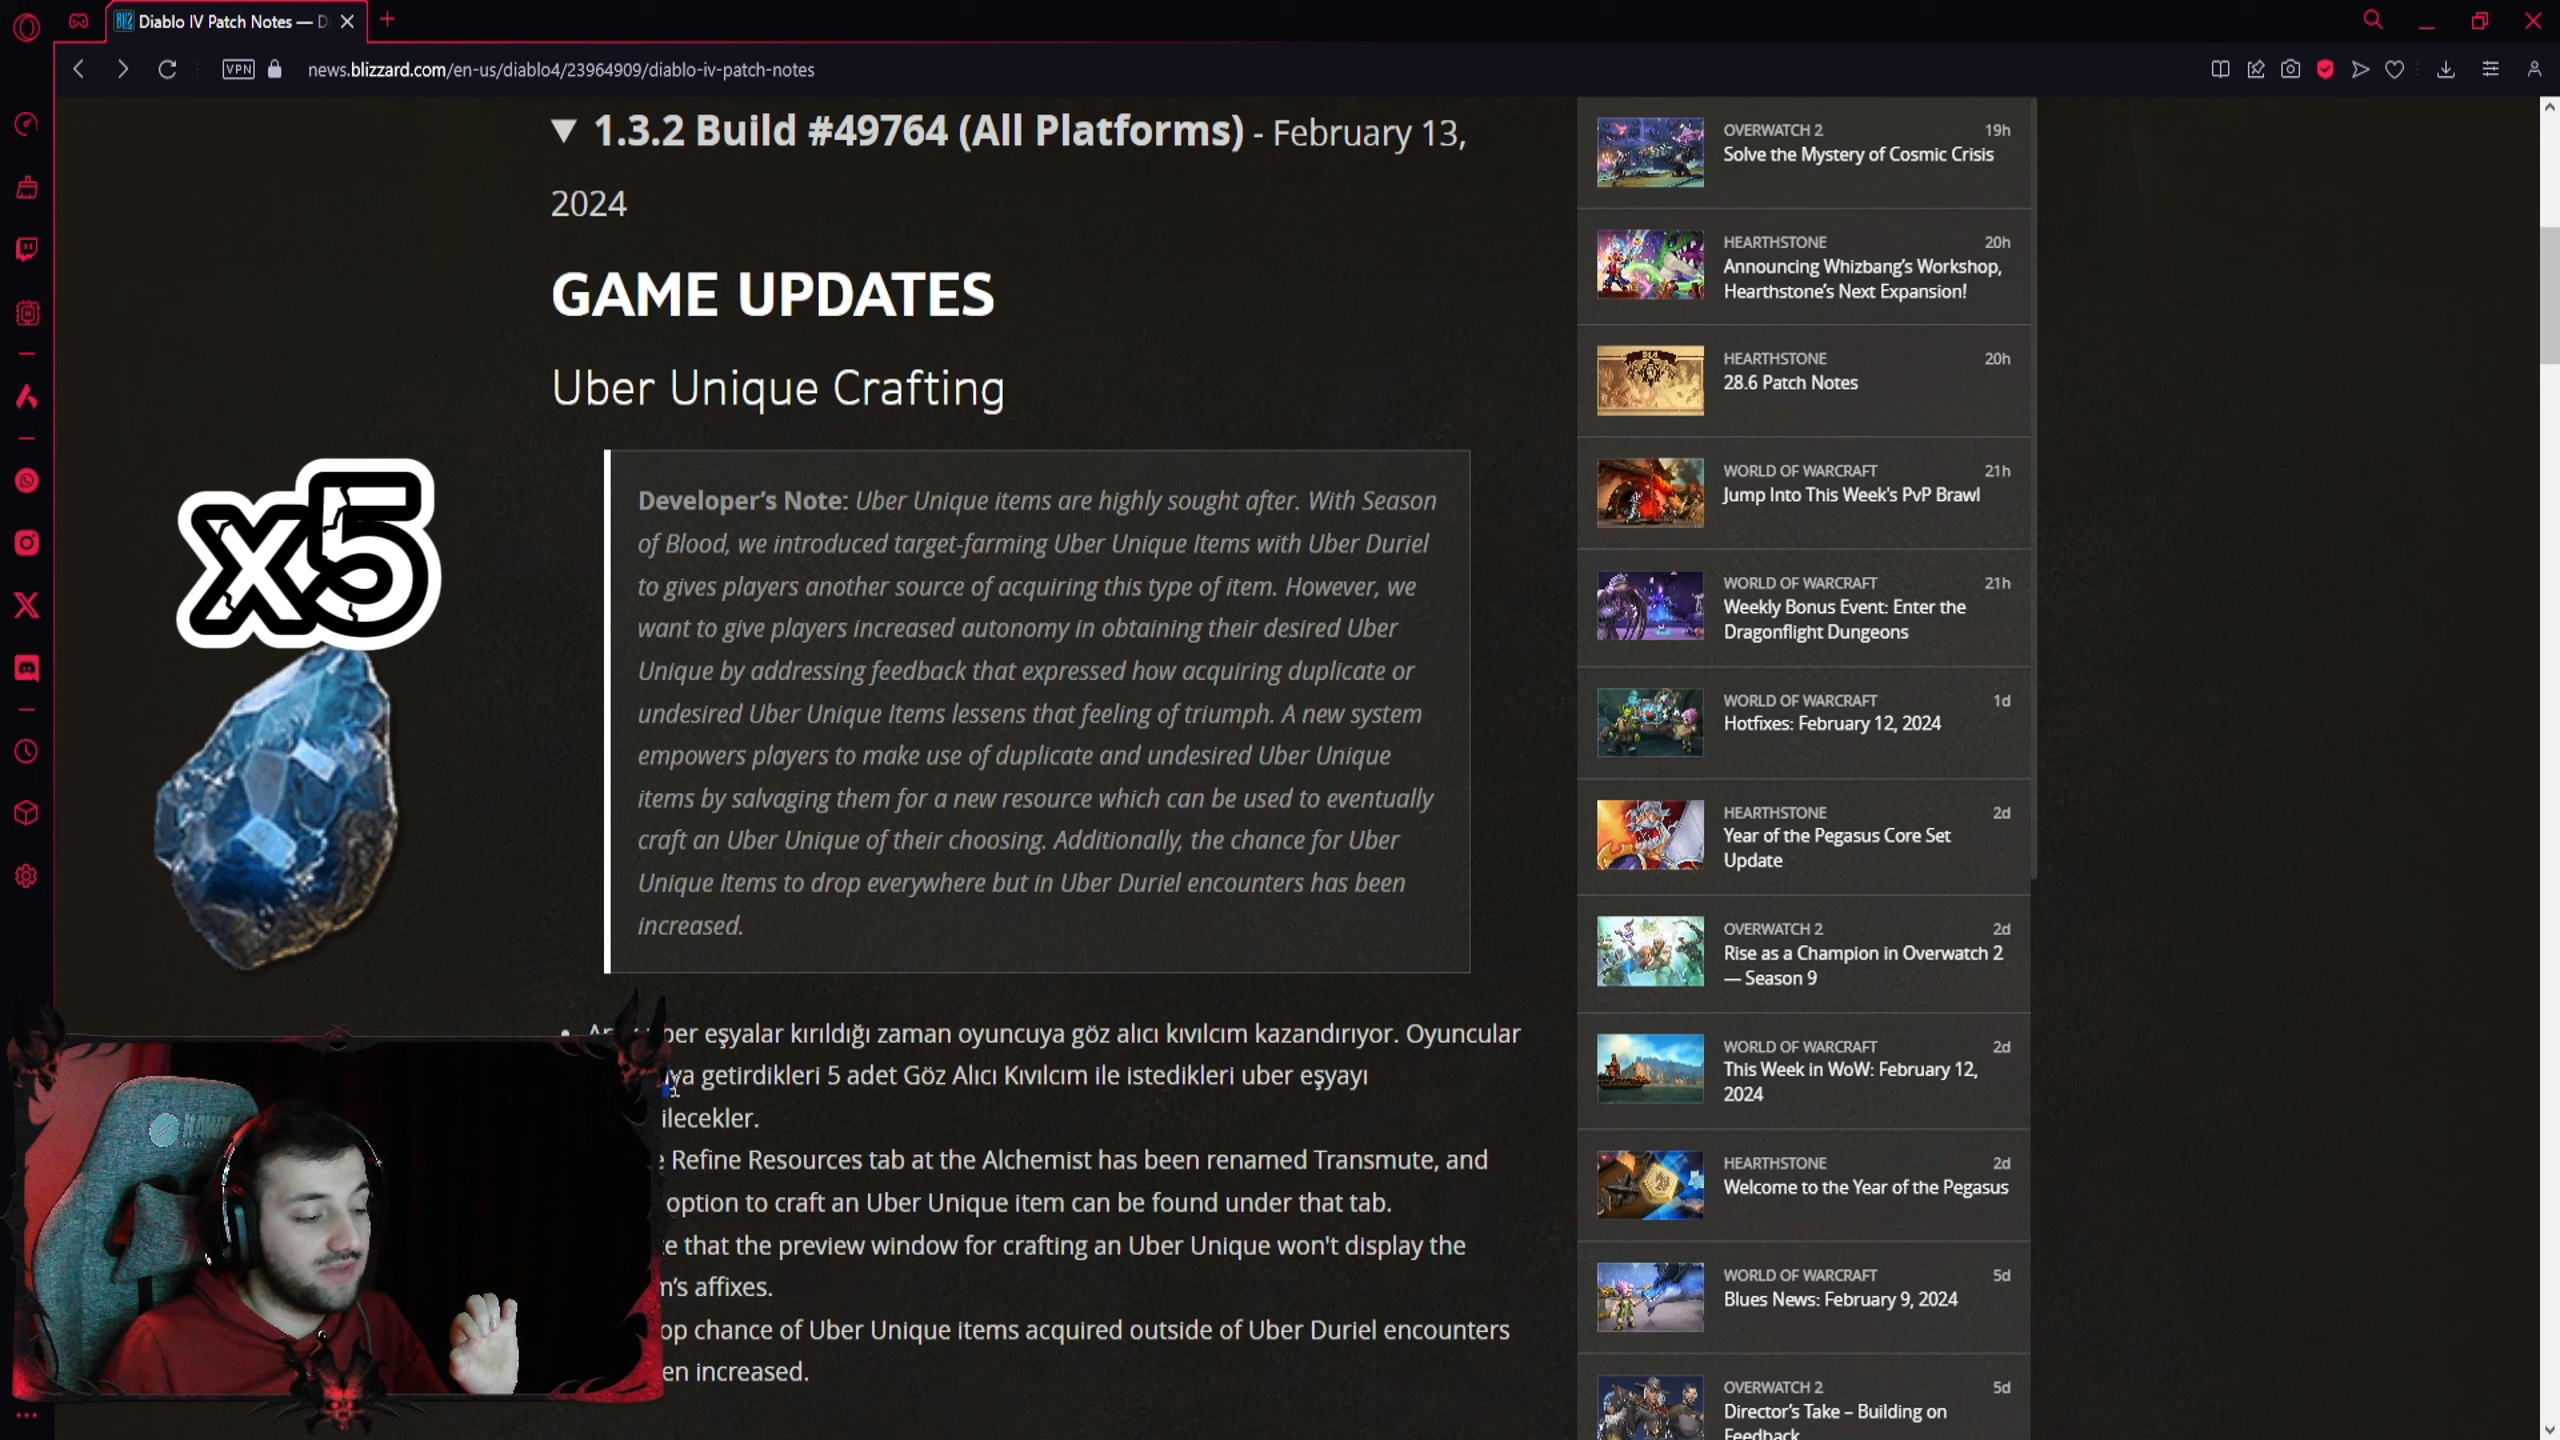 Diablo IV Patch Notes — D
VPN
news.blizzard.com/en-us/diablo4/23964909/diablo-iv-patch-notes
1.3.2 Build #49764 (All Platforms) - February 13,
2024
GAME UPDATES
Uber Unique Crafting
Developer’s Note: Uber Unique items are highly sought after. With Season
of Blood, we introduced target-farming Uber Unique Items with Uber Duriel
to gives players another source of acquiring this type of item. However, we
want to give players increased autonomy in obtaining their desired Uber
Unique by addressing feedback that expressed how acquiring duplicate or
undesired Uber Unique Items lessens that feeling of triumph. A new system
empowers players to make use of duplicate and undesired Uber Unique
items by salvaging them for a new resource which can be used to eventually
craft an Uber Unique of their choosing. Additionally, the chance for Uber
Unique Items to drop everywhere but in Uber Duriel encounters has been
increased.
x5
eşyalar kırıldığı zaman oyuncuya göz alıcı kıvılcım kazandırıyor. Oyuncular
getirdikleri 5 adet Göz Alıcı Kıvılcım ile istedikleri uber eşyayı
ilecekler.
Refine Resources tab at the Alchemist has been renamed Transmute, and
option to craft an Uber Unique item can be found under that tab.
that the preview window for crafting an Uber Unique won't display the
affixes.
chance of Uber Unique items acquired outside of Uber Duriel encounters
increased.
OVERWATCH 2 19h
Solve the Mystery of Cosmic Crisis
HEARTHSTONE 20h
Announcing Whizbang’s Workshop,
Hearthstone’s Next Expansion!
HEARTHSTONE 20h
28.6 Patch Notes
WORLD OF WARCRAFT 21h
Jump Into This Week's PvP Brawl
WORLD OF WARCRAFT 21h
Weekly Bonus Event: Enter the
Dragonflight Dungeons
WORLD OF WARCRAFT 1d
Hotfixes: February 12, 2024
HEARTHSTONE 2d
Year of the Pegasus Core Set
Update
OVERWATCH 2 2d
Rise as a Champion in Overwatch 2
— Season 9
WORLD OF WARCRAFT 2d
This Week in WoW: February 12,
2024
HEARTHSTONE 2d
Welcome to the Year of the Pegasus
WORLD OF WARCRAFT 5d
Blues News: February 9, 2024
OVERWATCH 2 5d
Director’s Take – Building on
Feedback